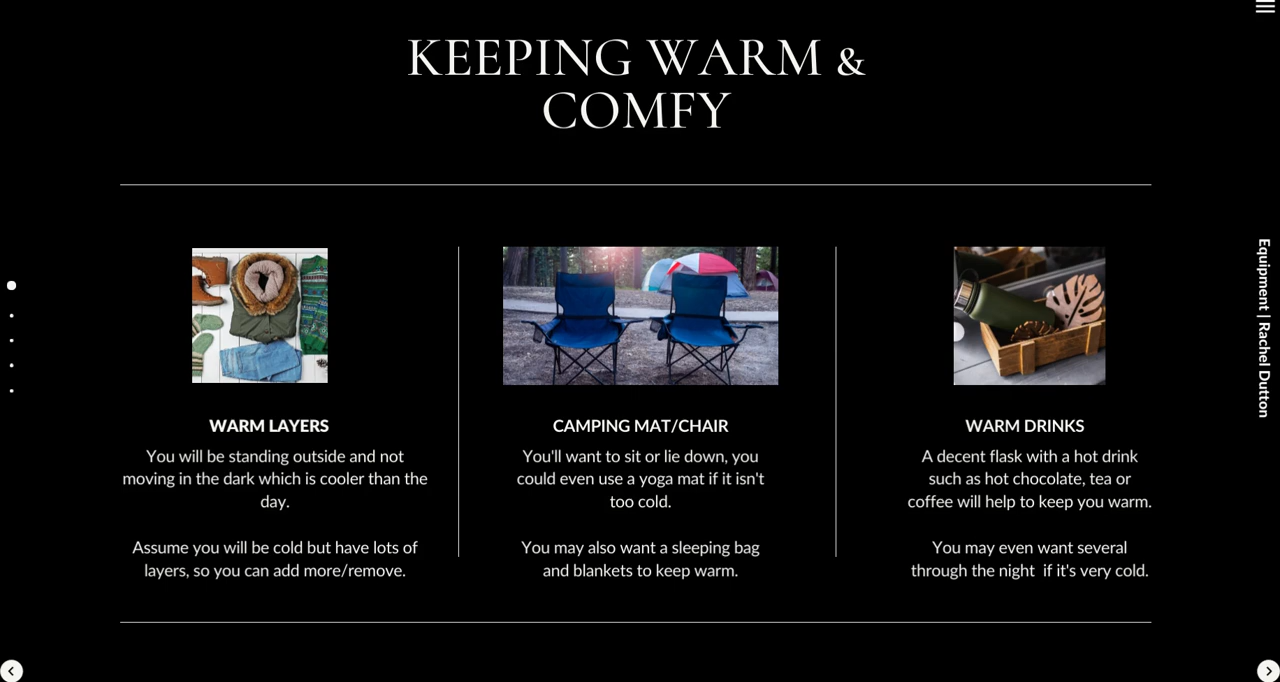 KEEPING WARM &
COMFY
WARM LAYERS
You will be standing outside and not
moving in the dark which is cooler than the
day.
Assume you will be cold but have lots of
layers, so you can add more/remove.
CAMPING MAT/CHAIR
You'll want to sit or lie down, you
could even use a yoga mat if it isn't
too cold.
You may also want a sleeping bag
and blankets to keep warm.
WARM DRINKS
A decent flask with a hot drink
such as hot chocolate, tea or
coffee will help to keep you warm.
You may even want several
through the night  if it's very cold.
Equipment | Rachel Dutton